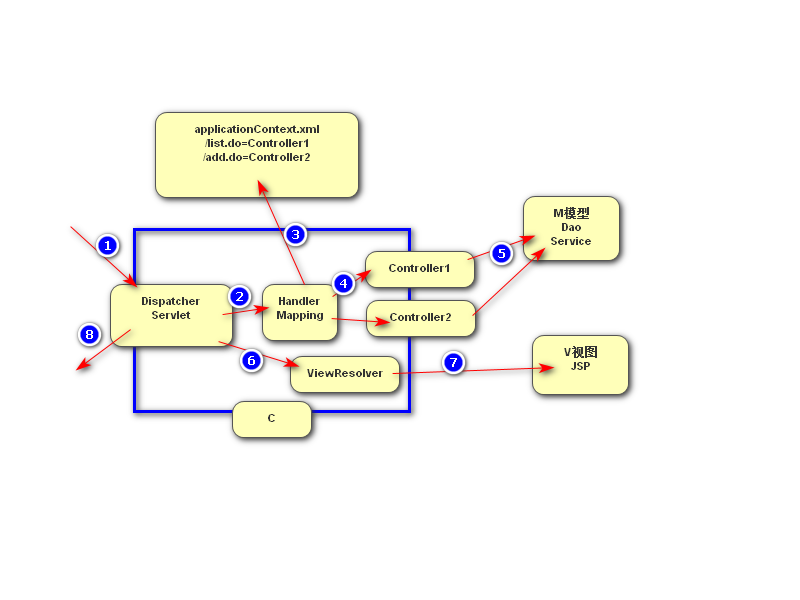 applicationContext.xml
/list.do=Controller1
/add.do=Controller2
M模型
Dao
Service
1
3
5
Controller1
4
2
Dispatcher
Servlet
Handler
Mapping
Controller2
8
6
7
V视图
JSP
ViewResolver
C